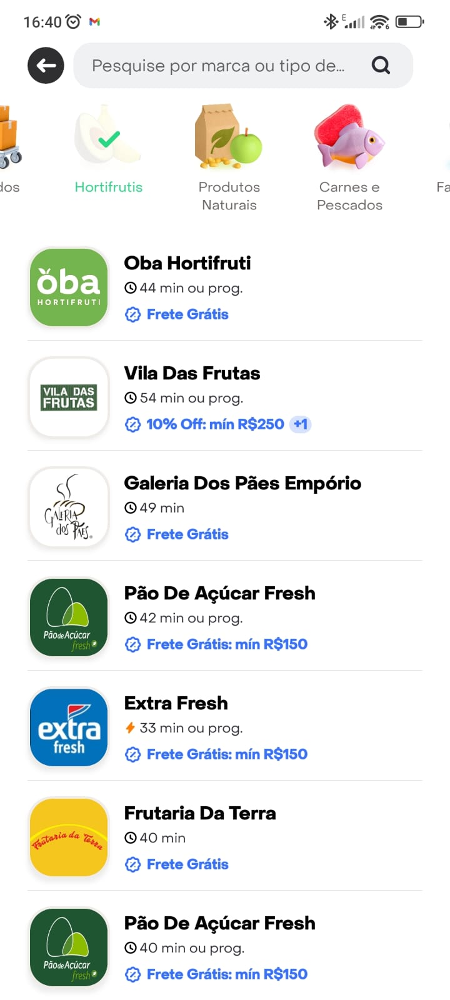 16:40
E
6
Pesquise por marca ou tipo de...
dos
Hortifrutis
Produtos
Naturais
Carnes e
Pescados
Fa
oba
HORTIFRUTI
Oba Hortifruti
44 min ou prog.
Frete Grátis
VILA DAS
FRUTAS
Vila Das Frutas
54 min ou prog.
10% Off: mín R$250 +1
GALERIA
dos PÃES
Galeria Dos Pães Empório
49 min
Frete Grátis
PãodeAçúcar
fresh
Pão De Açúcar Fresh
42 min ou prog.
Frete Grátis: mín R$150
extra
fresh
Extra Fresh
33 min ou prog.
Frete Grátis: mín R$150
Frutaria da Terra
Frutaria Da Terra
40 min
Frete Grátis
PãodeAçúcar
fresh
Pão De Açúcar Fresh
40 min ou prog.
Frete Grátis: mín R$150